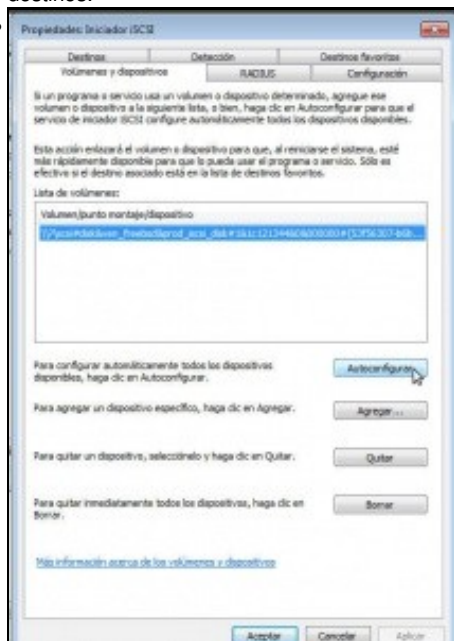 destinos.
Propiedades: Iniciador iSCSI
Destinos Detección Destinos favoritos
Volúmenes y dispositivos RADIUS Configuración
Si un programa o servicio usa un volumen o dispositivo determinado, agregue ese
volumen o dispositivo a la siguiente lista, o bien, haga clic en Autoconfigurar para que el
servicio de iniciador iSCSI configure automáticamente todos los dispositivos disponibles.
Esta acción enlazará el volumen o dispositivo para que, al reiniciarse el sistema, esté
más rápidamente disponible para que lo pueda usar el programa o servicio. Sólo es
efectivo si el destino asociado está en la lista de destinos favoritos.
Lista de volúmenes:
Volumen/punto montaje/dispositivo
Para configurar automáticamente todos los dispositivos
disponibles, haga clic en Autoconfigurar.
Autoconfigurar
Para agregar un dispositivo específico, haga clic en Agregar.
Agregar...
Para quitar un dispositivo, selecciónelo y haga clic en Quitar.
Quitar
Para quitar inmediatamente todos los dispositivos, haga clic en
Borrar.
Borrar
Más información acerca de los volúmenes y dispositivos
Aceptar Cancelar Aplicar